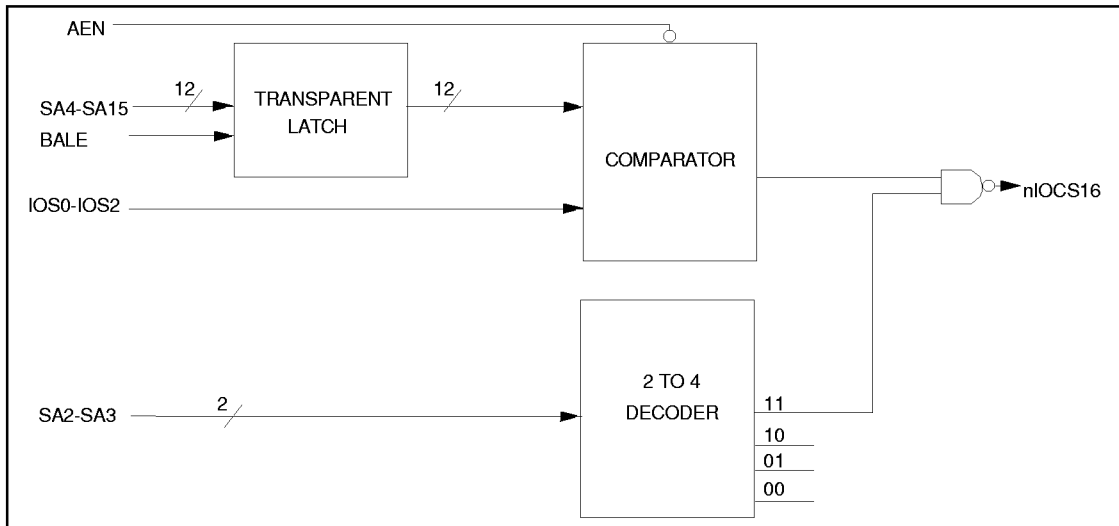 AEN
SA4-SA15
12
TRANSPARENT
LATCH
12
BALE
COMPARATOR
IOS0-IOS2
nIOCS16
2 TO 4
DECODER
SA2-SA3
2
11
10
01
00